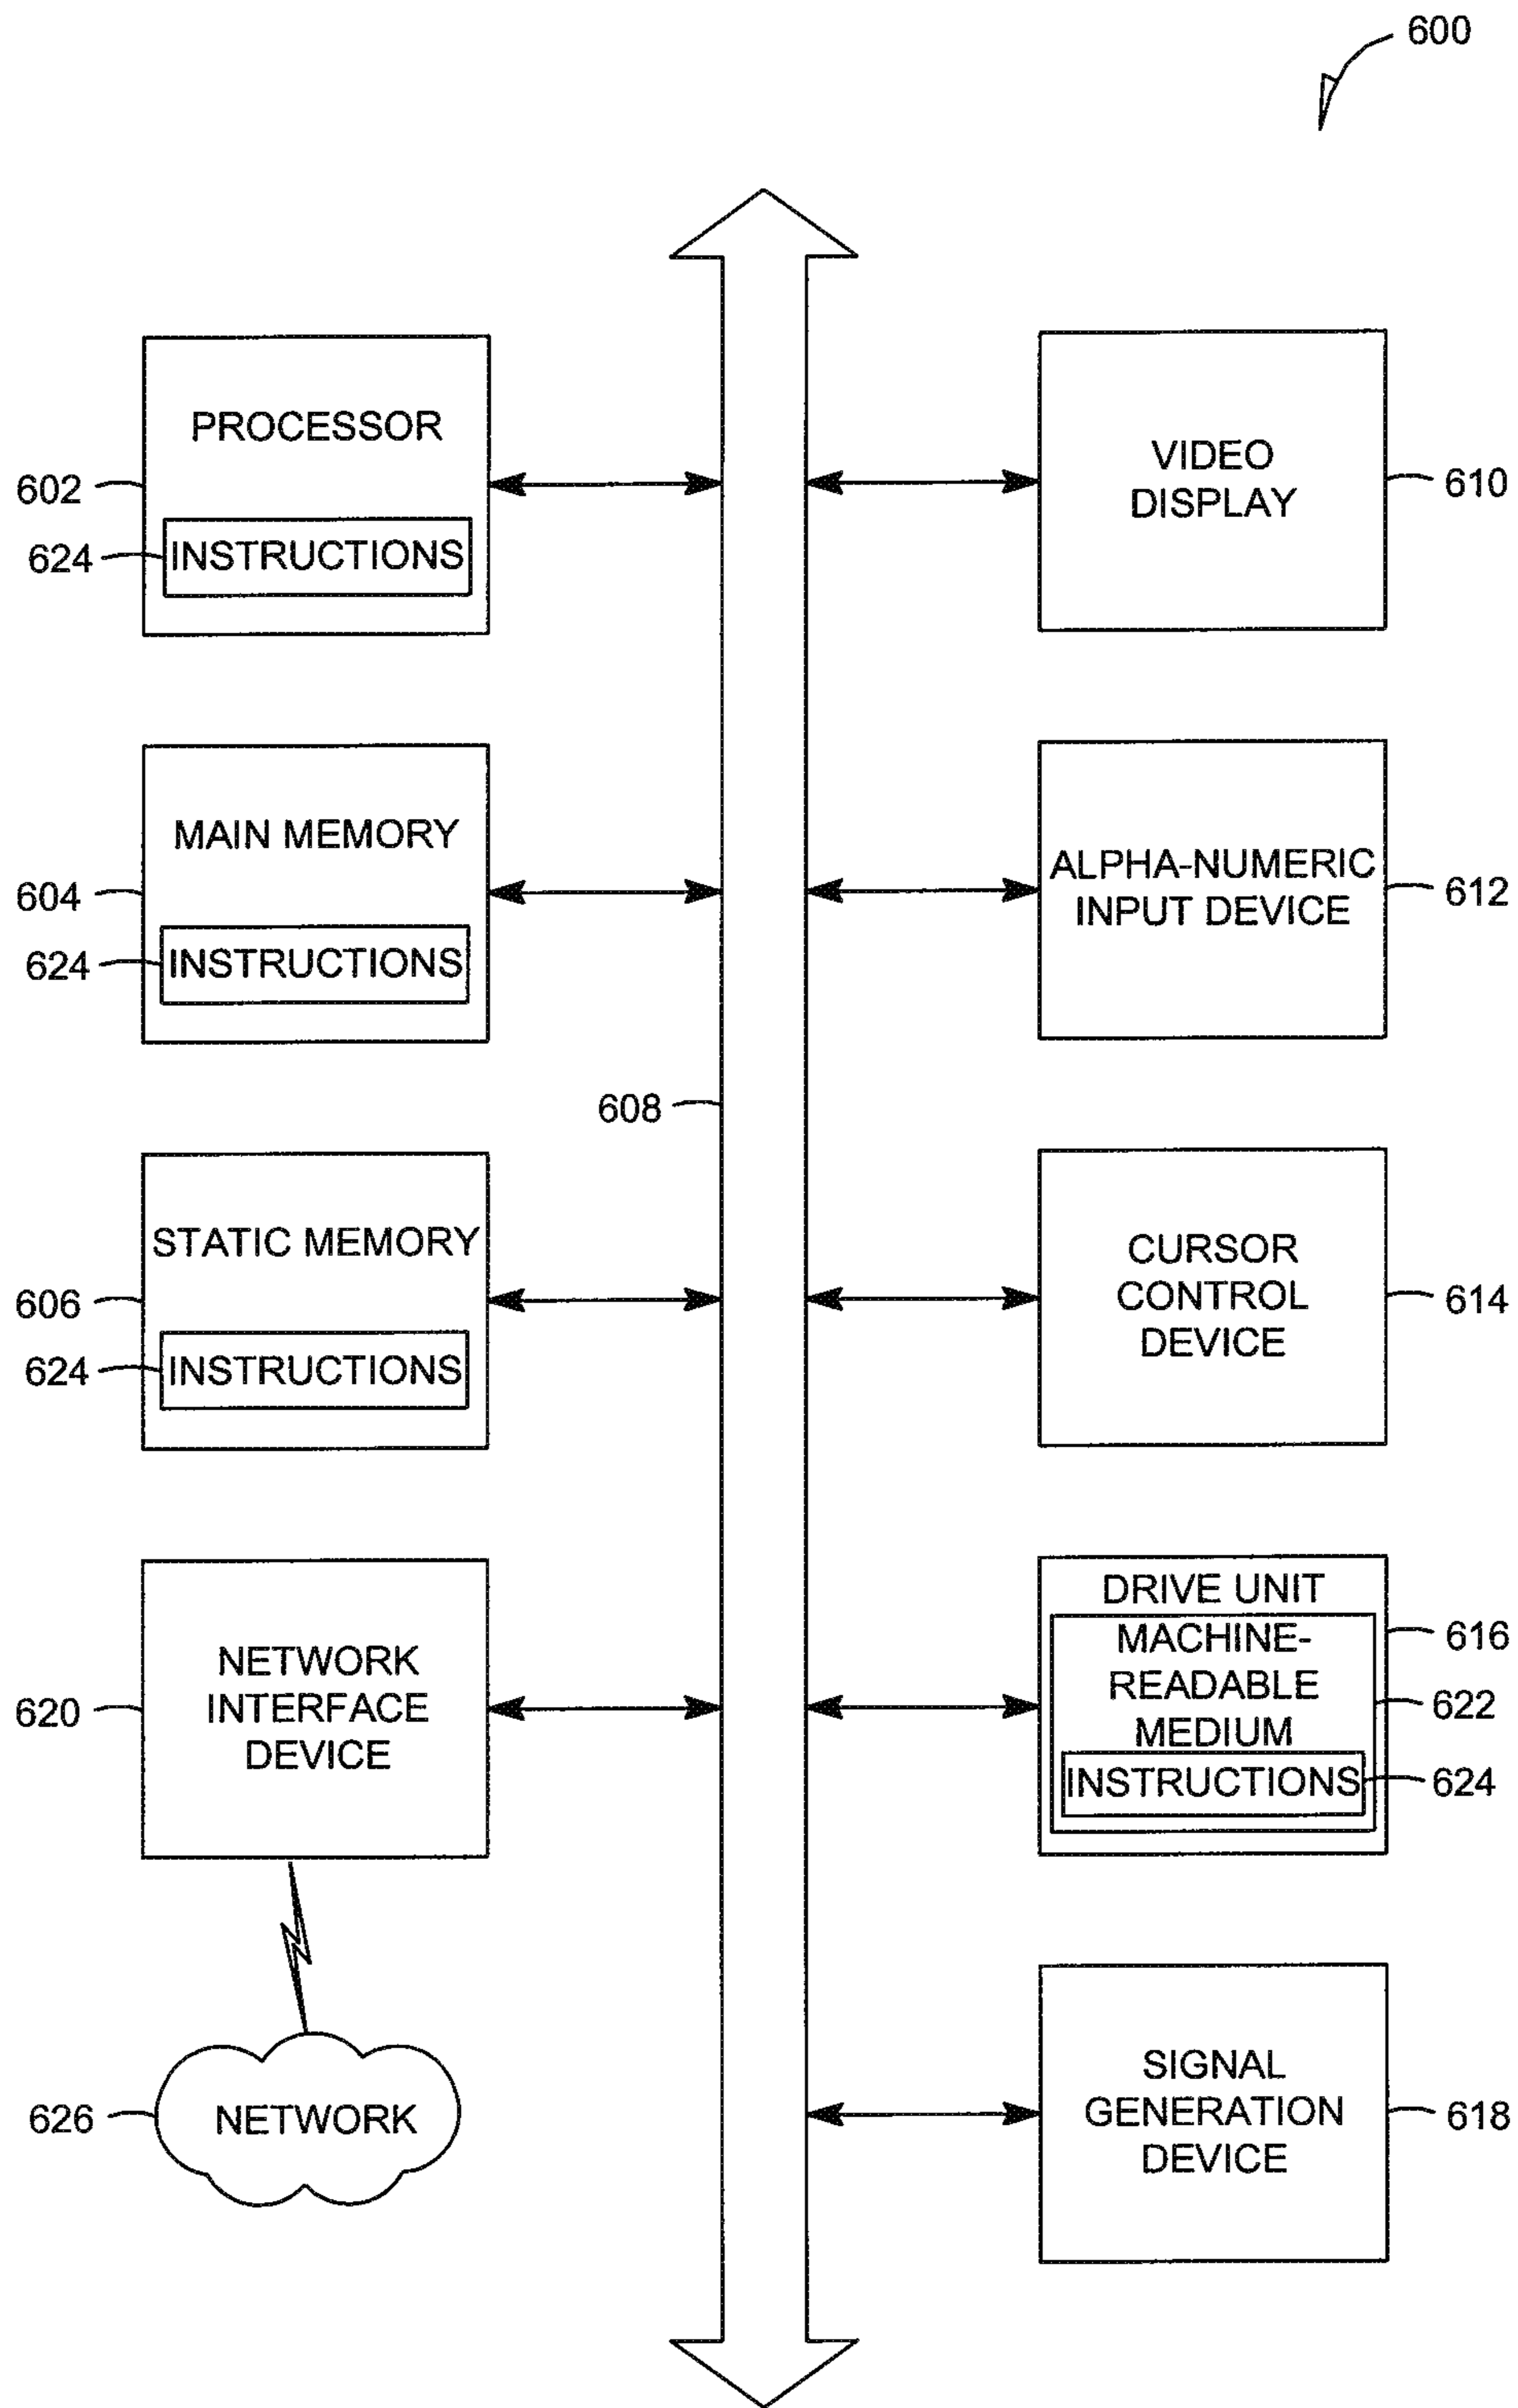 600
PROCESSOR
602
624
INSTRUCTIONS
VIDEO
DISPLAY
610
MAIN MEMORY
604
624
INSTRUCTIONS
ALPHA-NUMERIC
INPUT DEVICE
612
608
STATIC MEMORY
606
624
INSTRUCTIONS
CURSOR
CONTROL
DEVICE
614
NETWORK
INTERFACE
DEVICE
620
DRIVE UNIT
616
MACHINE-
READABLE
MEDIUM
622
INSTRUCTIONS
624
NETWORK
626
SIGNAL
GENERATION
DEVICE
618